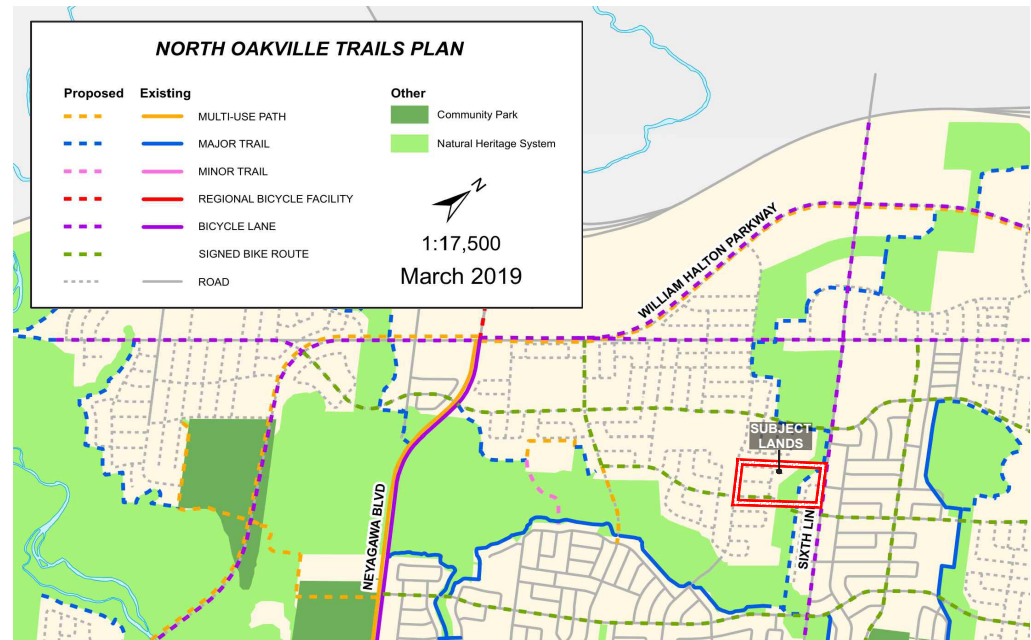 NORTH OAKVILLE TRAILS PLAN
Proposed Existing
MULTI-USE PATH
MAJOR TRAIL
MINOR TRAIL
REGIONAL BICYCLE FACILITY
BICYCLE LANE
SIGNED BIKE ROUTE
ROAD
Other
Community Park
Natural Heritage System
N
1:17,500
March 2019
WILLIAM HALTON PARKWAY
SUBJECT
LANDS
NEYAGAWA BLVD
SIXTH LIN